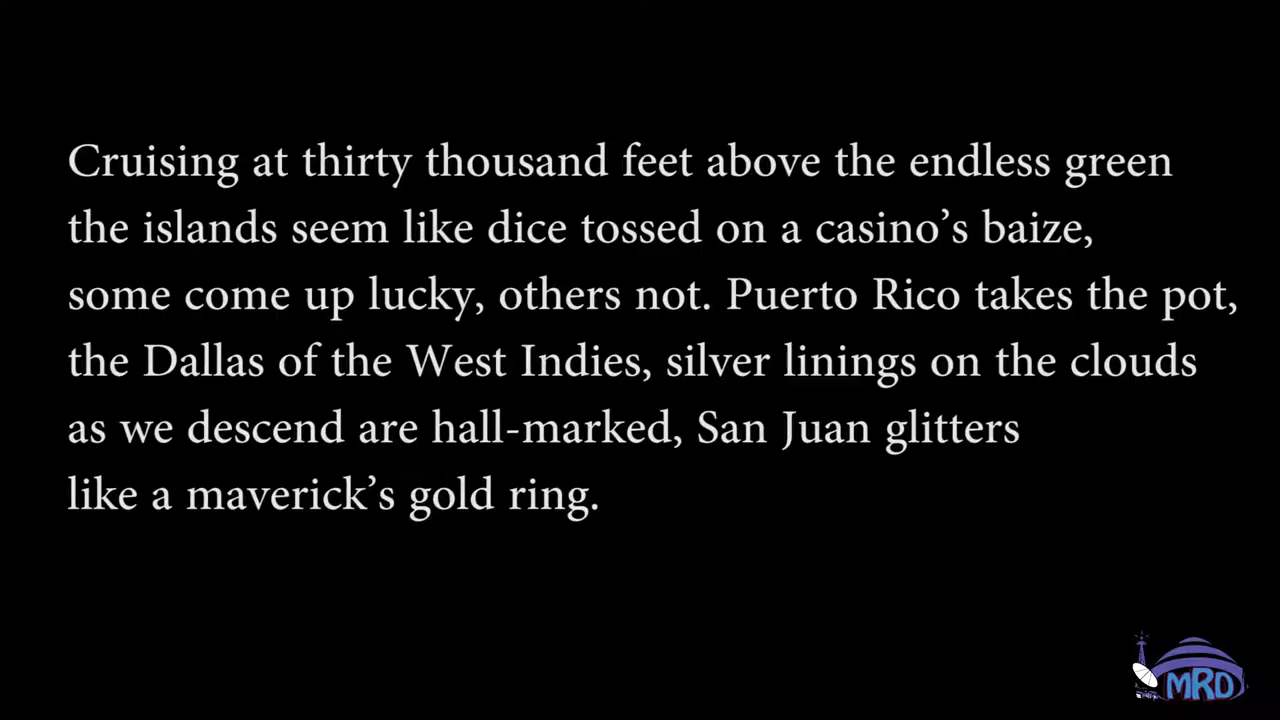 Cruising at thirty thousand feet above the endless green
the islands seem like dice tossed on a casino’s baize,
some come up lucky, others not. Puerto Rico takes the pot,
the Dallas of the West Indies, silver linings on the clouds
as we descend are hall-marked, San Juan glitters
like a maverick’s gold ring.
MRD